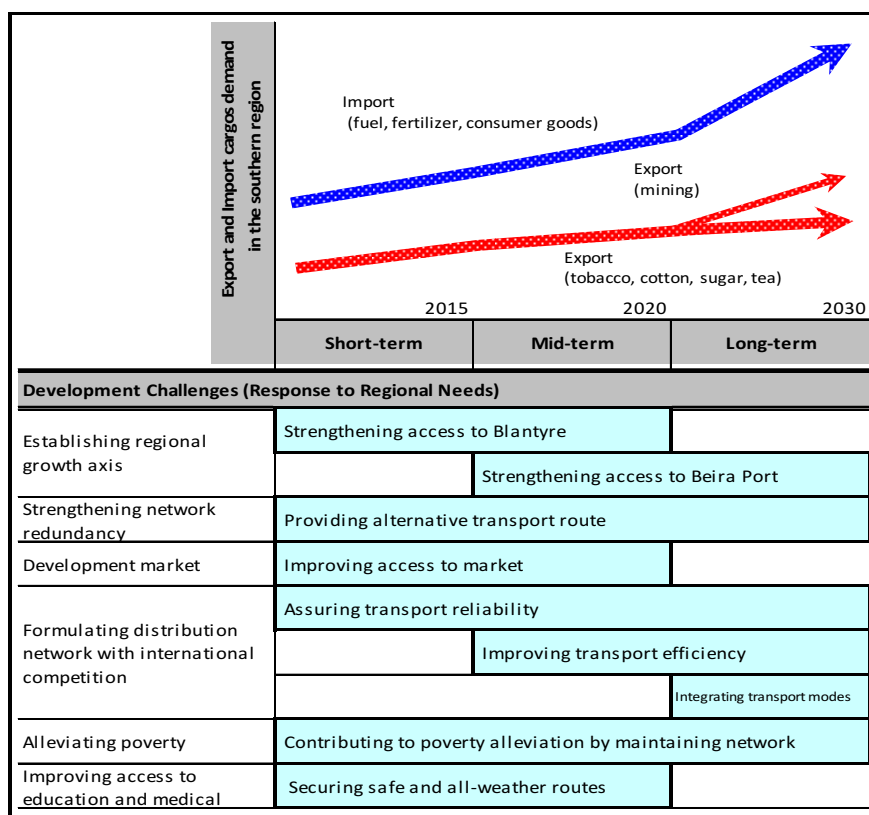 Export and Import cargos demand
in the southern region
Import
(fuel, fertilizer, consumer goods)
Export
(mining)
Export
(tobacco, cotton, sugar, tea)
2015 2020 2030
Short-term Mid-term Long-term
Development Challenges (Response to Regional Needs)
Establishing regional
growth axis
Strengthening access to Blantyre
Strengthening access to Beira Port
Strengthening network
redundancy
Providing alternative transport route
Development market
Improving access to market
Formulating distribution
network with international
competition
Assuring transport reliability
Improving transport efficiency
Integrating transport modes
Alleviating poverty
Contributing to poverty alleviation by maintaining network
Improving access to
education and medical
Securing safe and all-weather routes